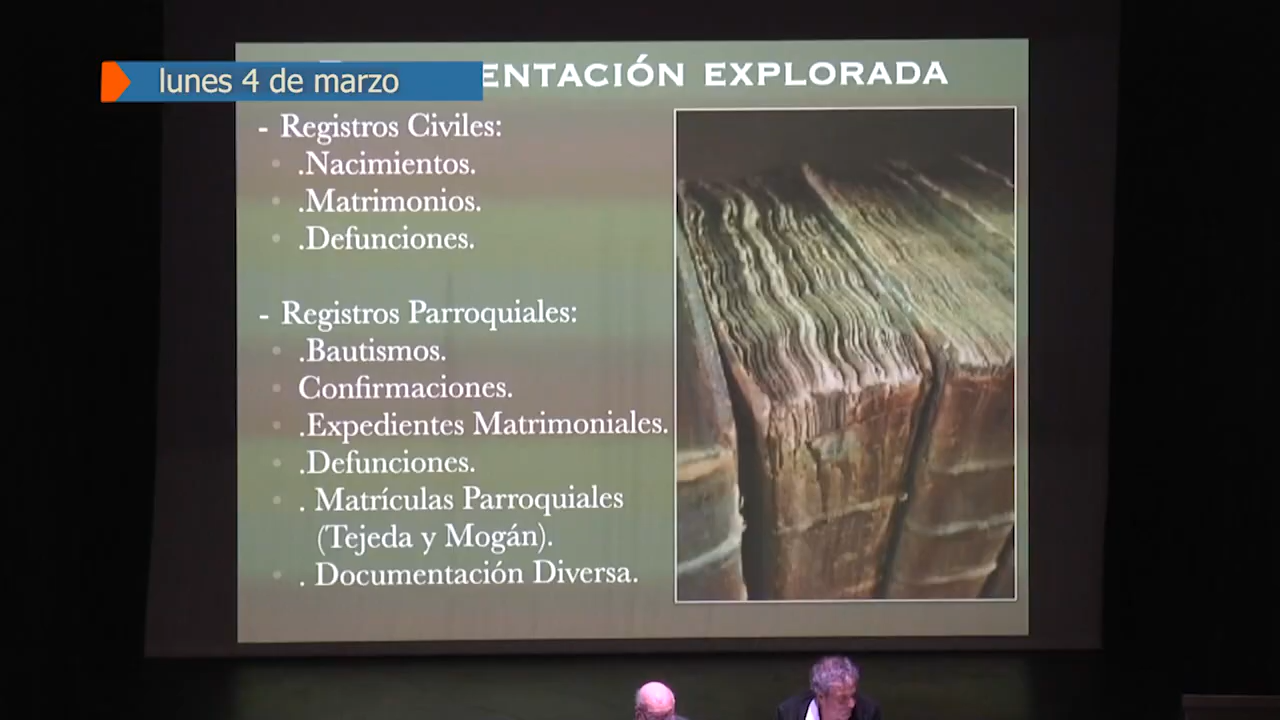 lunes 4 de marzo
ENTACIÓN EXPLORADA
- Registros Civiles:
.Nacimientos.
.Matrimonios.
.Defunciones.
- Registros Parroquiales:
.Bautismos.
Confirmaciones.
.Expedientes Matrimoniales.
.Defunciones.
. Matrículas Parroquiales
(Tejeda y Mogán).
. Documentación Diversa.